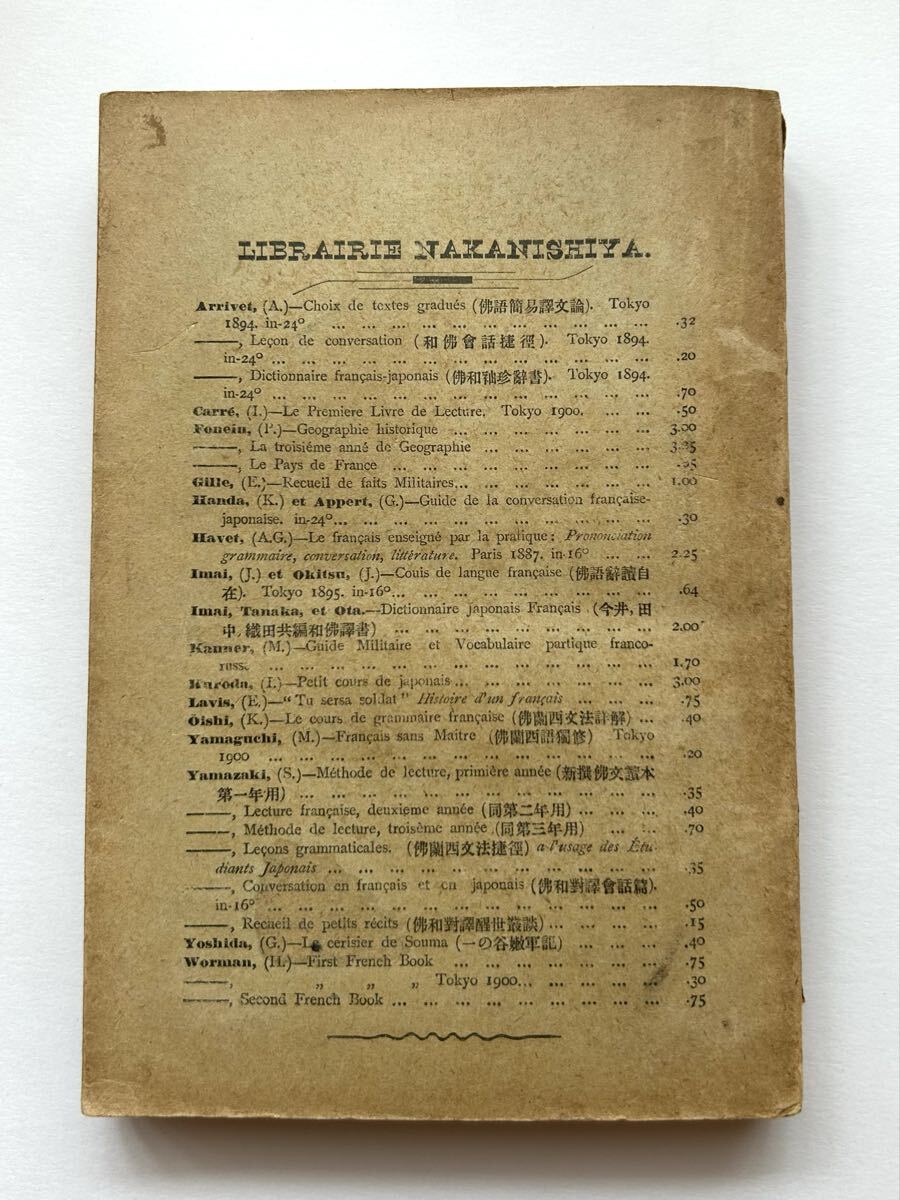 LIBRAIRIE NAKANISHIYA.
Arrivet, (A.)—Choix de textes gradués (佛語簡易譯文論). Tokyo
1894. in-24° ... ... ... ... ... ... ... ... ... ... ... .32
———, Leçon de conversation (和佛會話捷徑). Tokyo 1894.
in-24° ... ... ... ... ... ... ... ... ... ... ... ... ... .20
———, Dictionnaire français-japonais (佛和袖珍辭書). Tokyo 1894.
in-24° ... ... ... ... ... ... ... ... ... ... ... ... ... .70
Carré, (I.)—Le Premiere Livre de Lecture, Tokyo 1900. ... ... .50
Fonein, (P.)—Geographie historique ... ... ... ... ... ... ... 3.00
———, La troisiéme anné de Geographie ... ... ... ... ... ... 3.25
———, Le Pays de France ... ... ... ... ... ... ... ... ...
Gille, (E.)—Recueil de faits Militaires... ... ... ... ... ... ... 1.00
Handa, (K.) et Appert, (G.)—Guide de la conversation française-
japonaise. in-24°... ... ... ... ... ... ... ... ... ... ... .30
Havet, (A.G.)—Le français enseigné par la pratique: Prononciation
grammaire, conversation, littérature. Paris 1887. in-16° ... ... 2.25
Imai, (J.) et Okitsu, (J.)—Couis de langue française (佛語辭讀自
在). Tokyo 1895. in-16°... ... ... ... ... ... ... ... ... .64
Imai, Tanaka, et Ota.—Dictionnaire japonais Français (今井,田
中,織田共編和佛譯書) ... ... ... ... ... ... ... ... ... 2.00
Kanner, (M.)—Guide Militaire et Vocabulaire partique franco-
russe ... ... ... ... ... ... ... ... ... ... ... ... ... 1.70
Kuroda, (I.)—Petit cours de japonais... ... ... ... ... ... ... 3.00
Lavis, (E.)—"Tu sersa soldat" Histoire d'un français ... ... ... .75
Ōishi, (K.)—Le cours de grammaire française (佛蘭西文法詳解) ... .40
Yamaguchi, (M.)—Français sans Maitre (佛蘭西語獨修) Tokyo
1900 ... ... ... ... ... ... ... ... ... ... ... ... ... .20
Yamazaki, (S.)—Méthode de lecture, primière année (新撰佛文讀本
第一年用) ... ... ... ... ... ... ... ... ... ... ... ... .35
———, Lecture française, deuxieme année (同第二年用) ... ... ... .40
———, Méthode de lecture, troisème année (同第三年用) ... ... .70
———, Leçons grammaticales. (佛蘭西文法捷徑) a l'usage des Étu
diants Japonais ... ... ... ... ... ... ... ... ... ... ... .35
———, Conversation en français et en japonais (佛和對譯會話篇).
in-16° ... ... ... ... ... ... ... ... ... ... ... ... ... .50
———, Recueil de petits récits (佛和對譯醒世叢談) ... ... ... ... .15
Yoshida, (G.)—Le cérisier de Souma (一の谷嫩軍記) ... ... ... .40
Worman, (H.)—First French Book ... ... ... ... ... ... ... .75
———, „ „ „ Tokyo 1900... ... ... ... ... .30
———, Second French Book ... ... ... ... ... ... ... ... ... .75